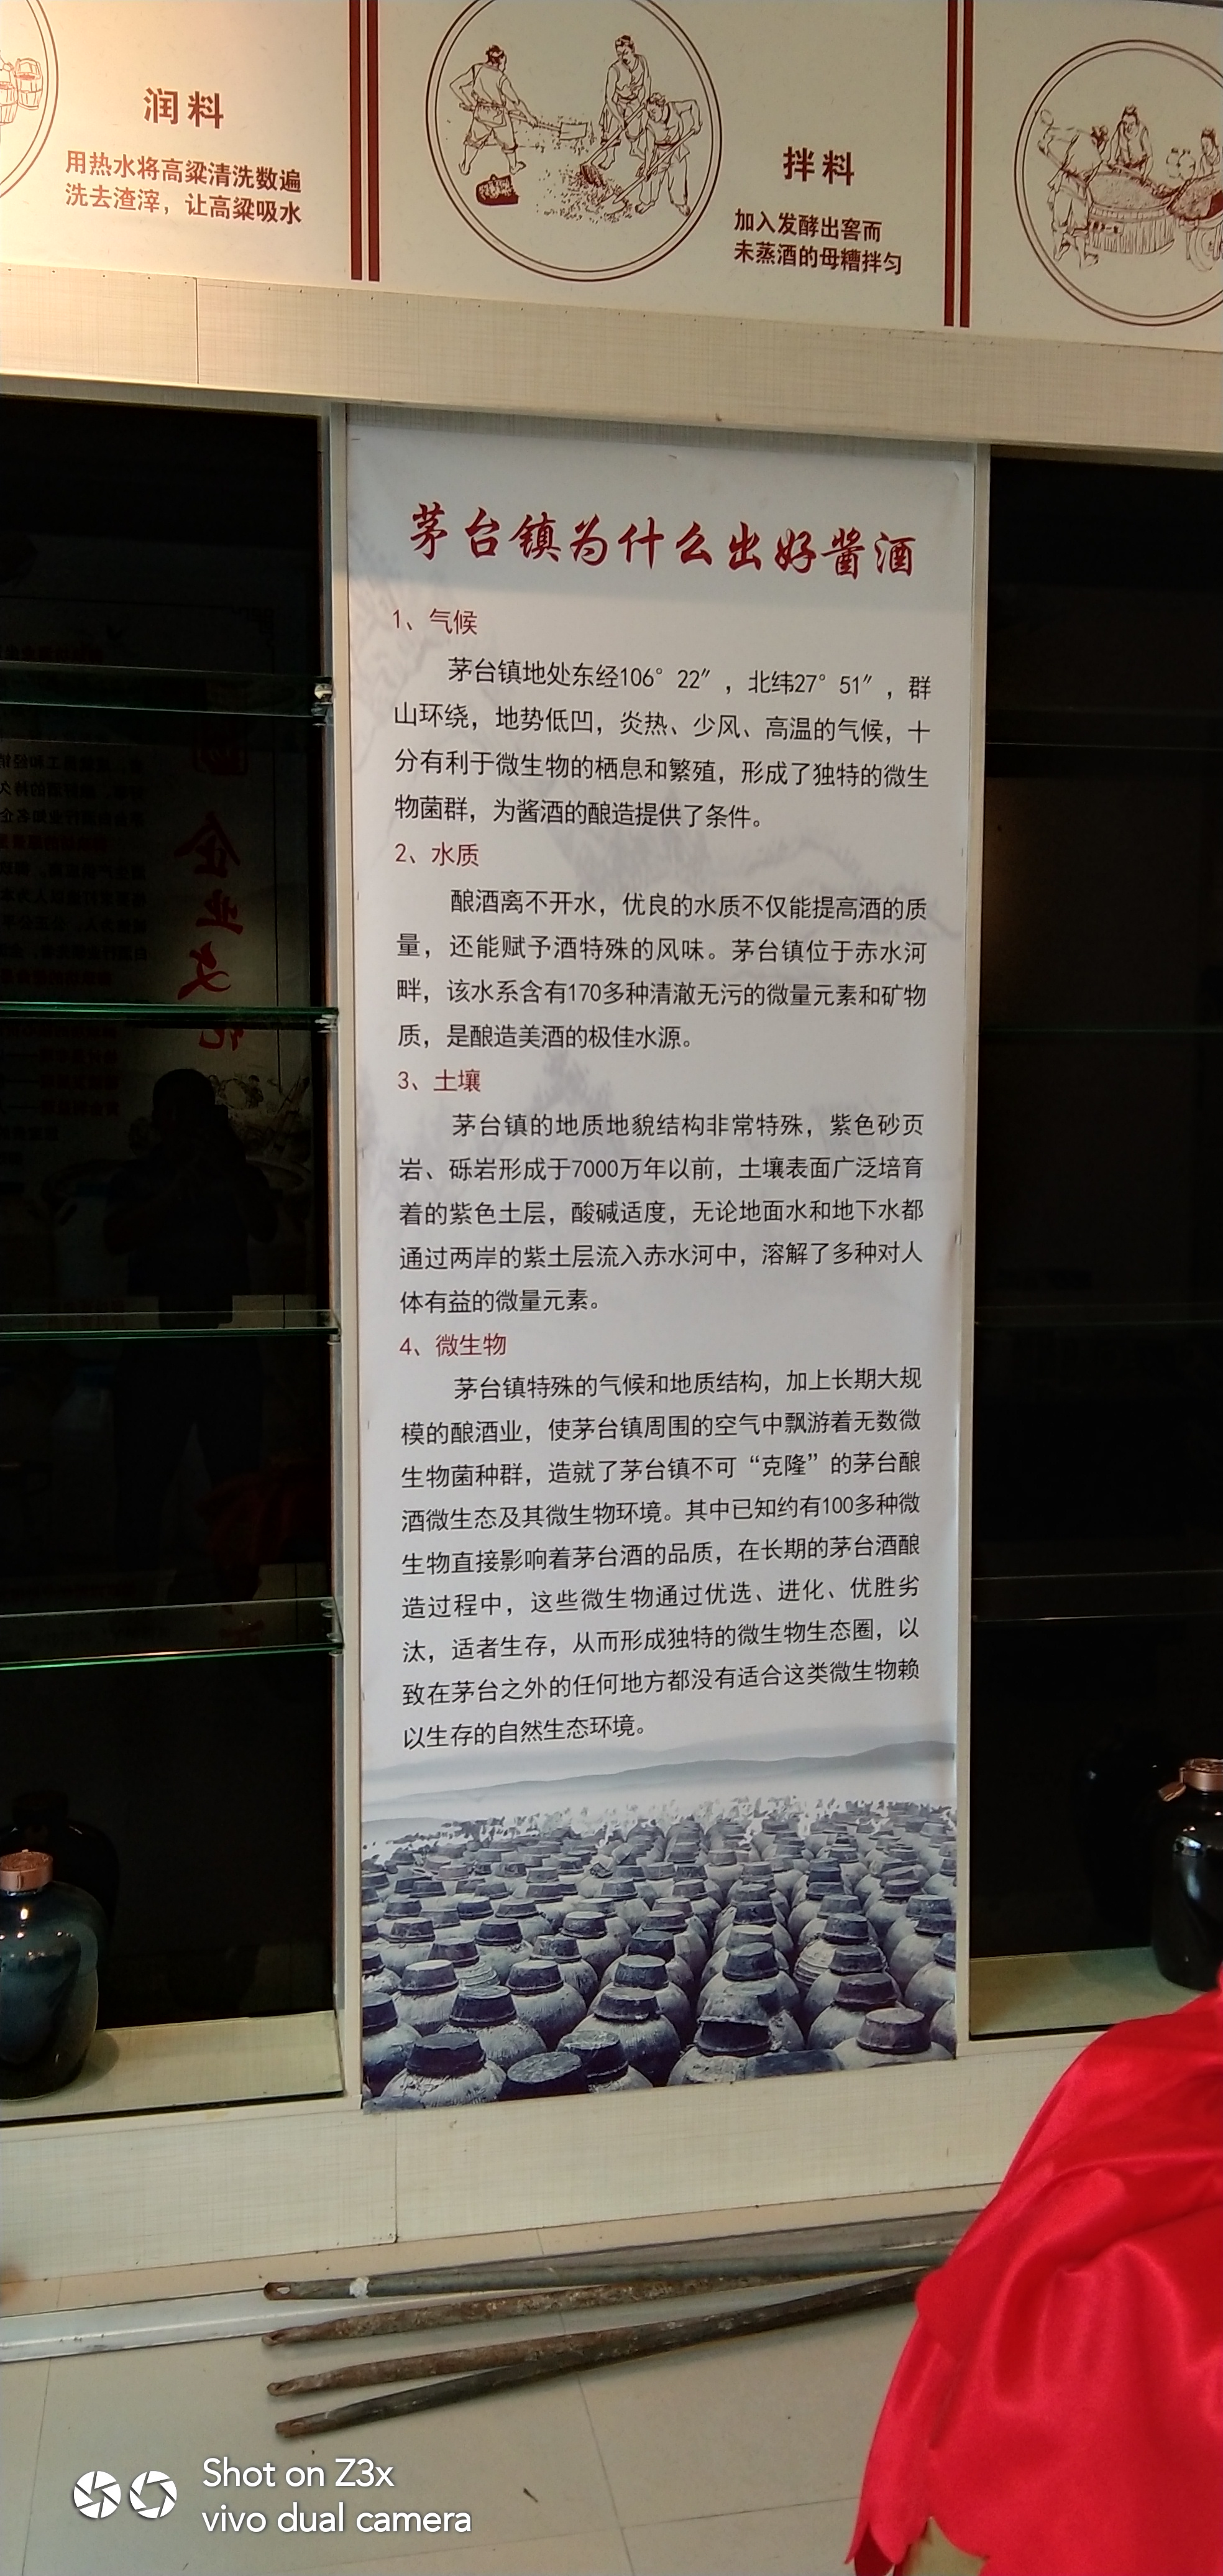 润料
用热水将高粱清洗数遍
洗去渣滓，让高粱吸水
拌料
加入发酵出窖而
未蒸酒的母糟拌匀
茅台镇为什么出好酱酒
1、气候
茅台镇地处东经106° 22″，北纬27° 51″，群
山环绕，地势低凹，炎热、少风、高温的气候，十
分有利于微生物的栖息和繁殖，形成了独特的微生
物菌群，为酱酒的酿造提供了条件。
2、水质
酿酒离不开水，优良的水质不仅能提高酒的质
量，还能赋予酒特殊的风味。茅台镇位于赤水河
畔，该水系含有170多种清澈无污的微量元素和矿物
质，是酿造美酒的极佳水源。
3、土壤
茅台镇的地质地貌结构非常特殊，紫色砂页
岩、砾岩形成于7000万年以前，土壤表面广泛培育
着的紫色土层，酸碱适度，无论地面水和地下水都
通过两岸的紫土层流入赤水河中，溶解了多种对人
体有益的微量元素。
4、微生物
茅台镇特殊的气候和地质结构，加上长期大规
模的酿酒业，使茅台镇周围的空气中飘游着无数微
生物菌种群，造就了茅台镇不可“克隆”的茅台酿
酒微生态及其微生物环境。其中已知约有100多种微
生物直接影响着茅台酒的品质，在长期的茅台酒酿
造过程中，这些微生物通过优选、进化、优胜劣
汰，适者生存，从而形成独特的微生物生态圈，以
致在茅台之外的任何地方都没有适合这类微生物赖
以生存的自然生态环境。
企业文化
Shot on Z3x
vivo dual camera